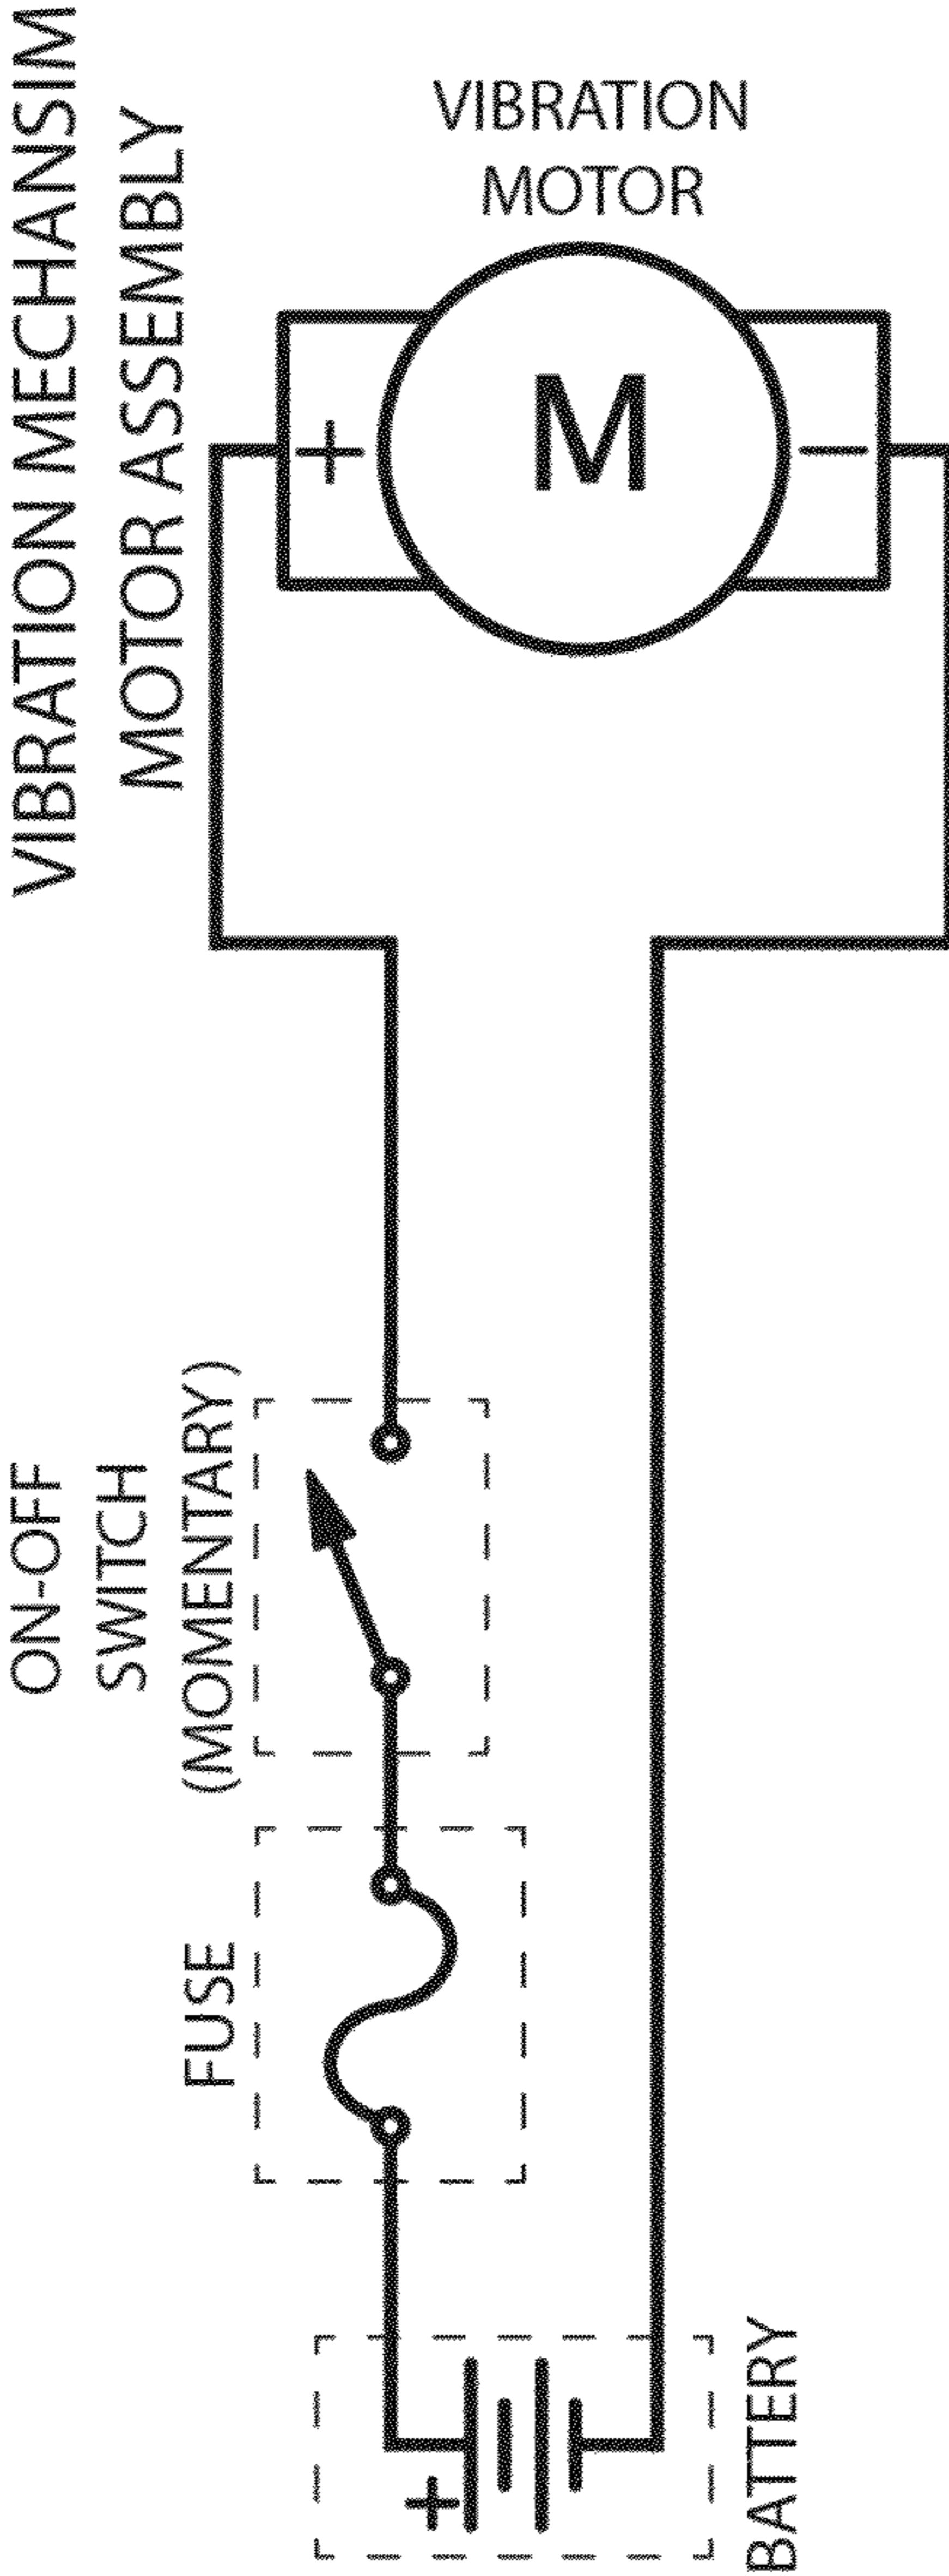 VIBRATION MECHANSIM
MOTOR ASSEMBLY
VIBRATION
MOTOR
+
M
−
ON-OFF
SWITCH
(MOMENTARY)
FUSE
+
BATTERY